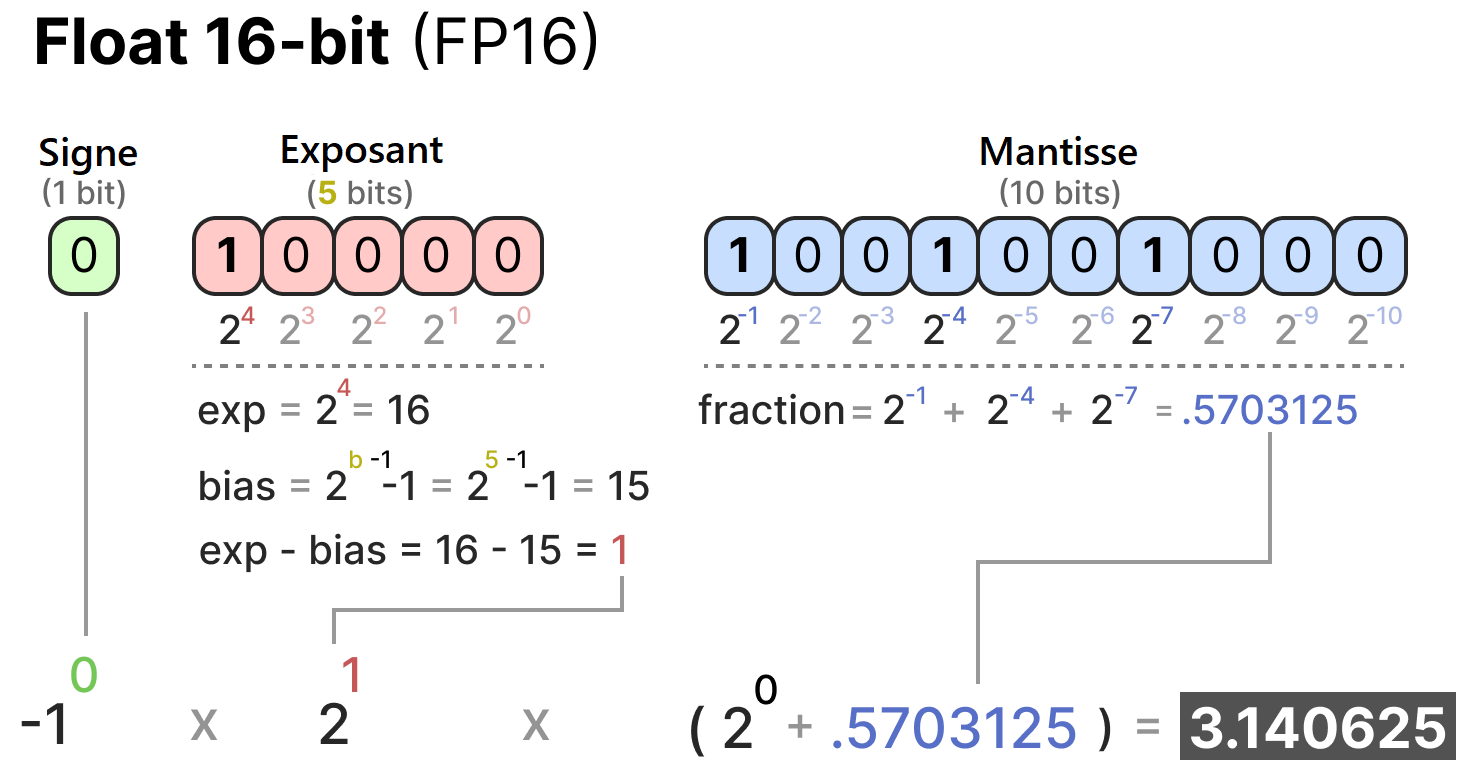 Float 16-bit (FP16)
Signe Exposant Mantisse
(1 bit) (5 bits) (10 bits)
0 1 0 0 0 0 1 0 0 1 0 0 1 0 0 0
2^4 2^3 2^2 2^1 2^0 2^-1 2^-2 2^-3 2^-4 2^-5 2^-6 2^-7 2^-8 2^-9 2^-10
exp = 2^4 = 16 fraction = 2^-1 + 2^-4 + 2^-7 = .5703125
bias = 2^b-1 -1 = 2^5-1 -1 = 15
exp - bias = 16 - 15 = 1
-1^0 x 2^1 x ( 2^0 + .5703125 ) = 3.140625